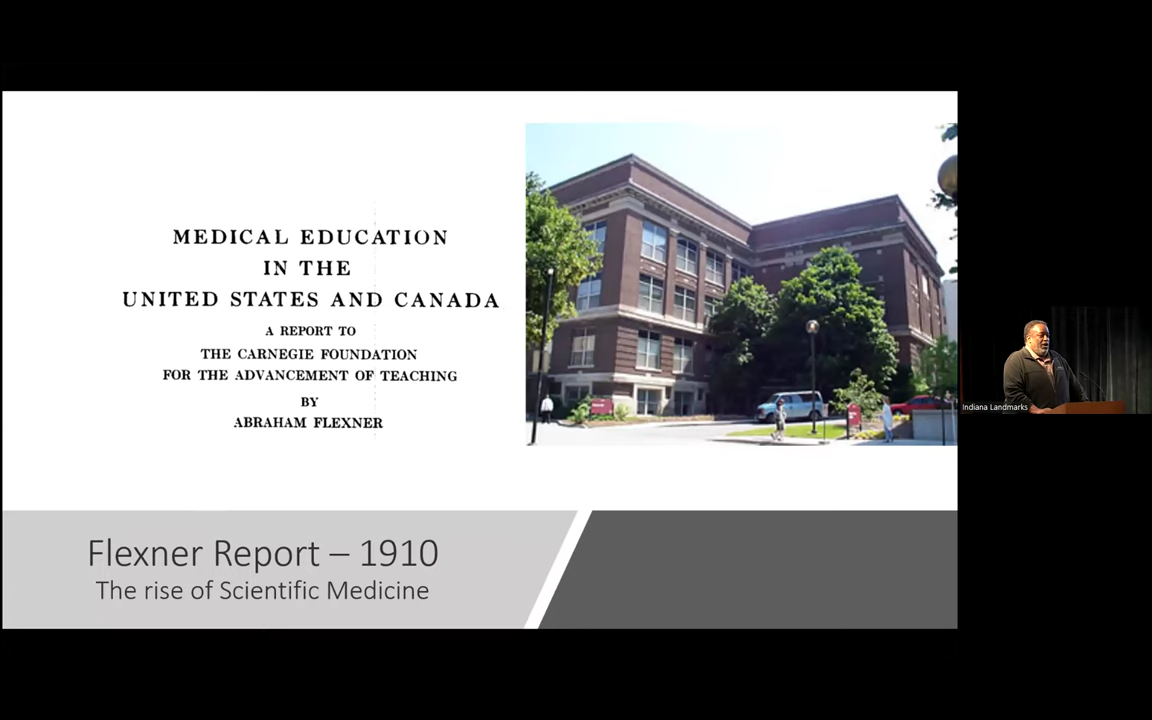 MEDICAL EDUCATION
IN THE
UNITED STATES AND CANADA
A REPORT TO
THE CARNEGIE FOUNDATION
FOR THE ADVANCEMENT OF TEACHING
BY
ABRAHAM FLEXNER
Flexner Report – 1910
The rise of Scientific Medicine
Indiana Landmarks